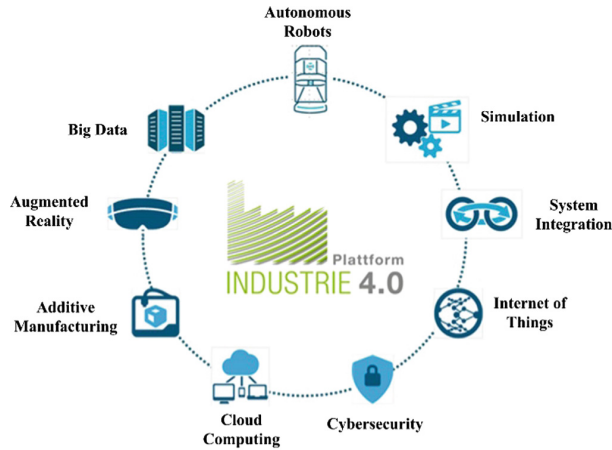 Autonomous
Robots
Simulation
System
Integration
Internet of
Things
Cybersecurity
Cloud
Computing
Additive
Manufacturing
Augmented
Reality
Big Data
Plattform
INDUSTRIE 4.0